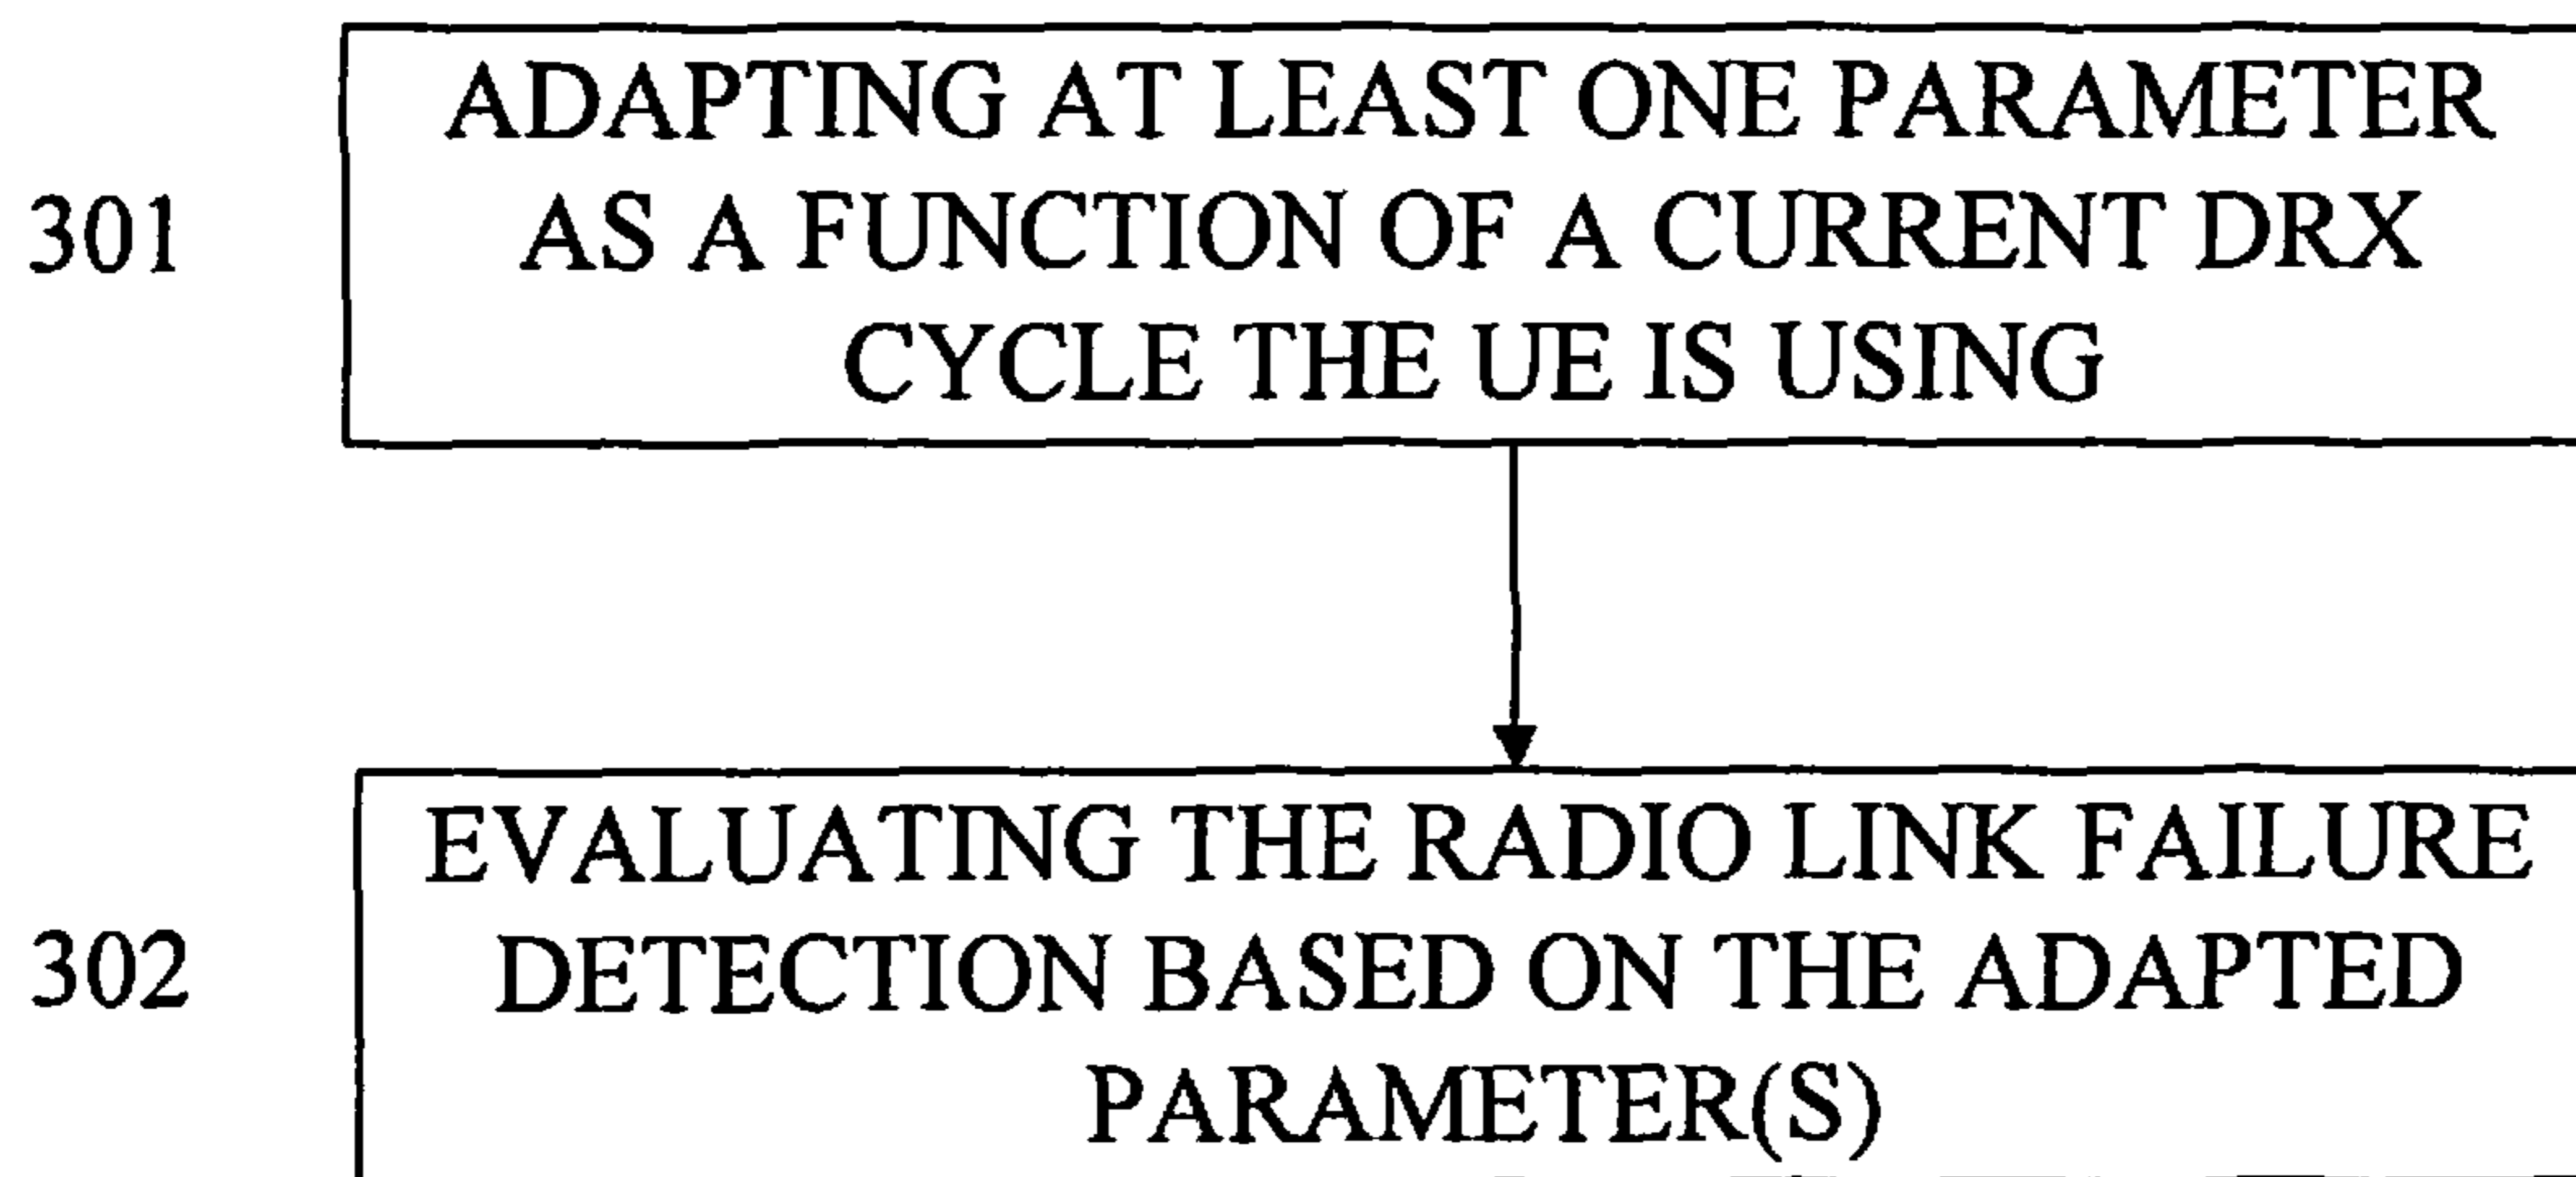 ADAPTING AT LEAST ONE PARAMETER
301
AS A FUNCTION OF A CURRENT DRX
CYCLE THE UE IS USING
EVALUATING THE RADIO LINK FAILURE
302
DETECTION BASED ON THE ADAPTED
PARAMETER(S)